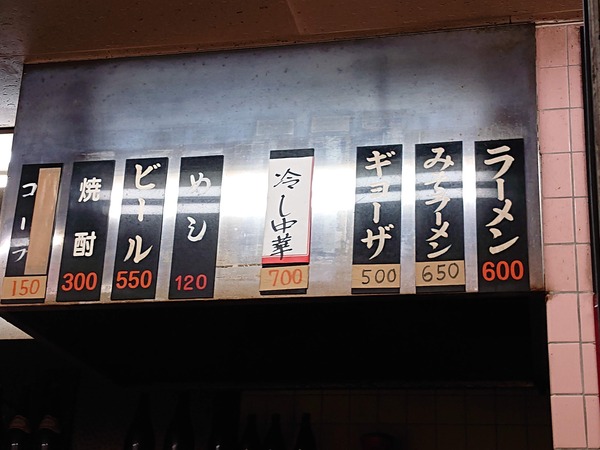 ラーメン
600
みそラーメン
650
ギョーザ
500
冷し中華
700
めし
120
ビール
550
焼酎
300
コープ
150